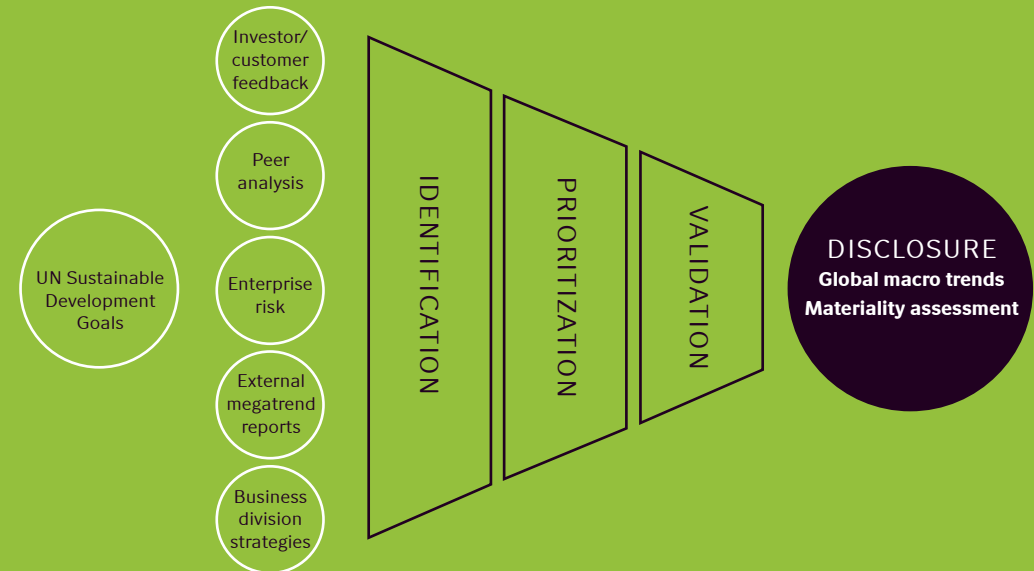 UN Sustainable
Development
Goals
Investor/
customer
feedback
Peer
analysis
Enterprise
risk
External
megatrend
reports
Business
division
strategies
IDENTIFICATION
PRIORITIZATION
VALIDATION
DISCLOSURE
Global macro trends
Materiality assessment